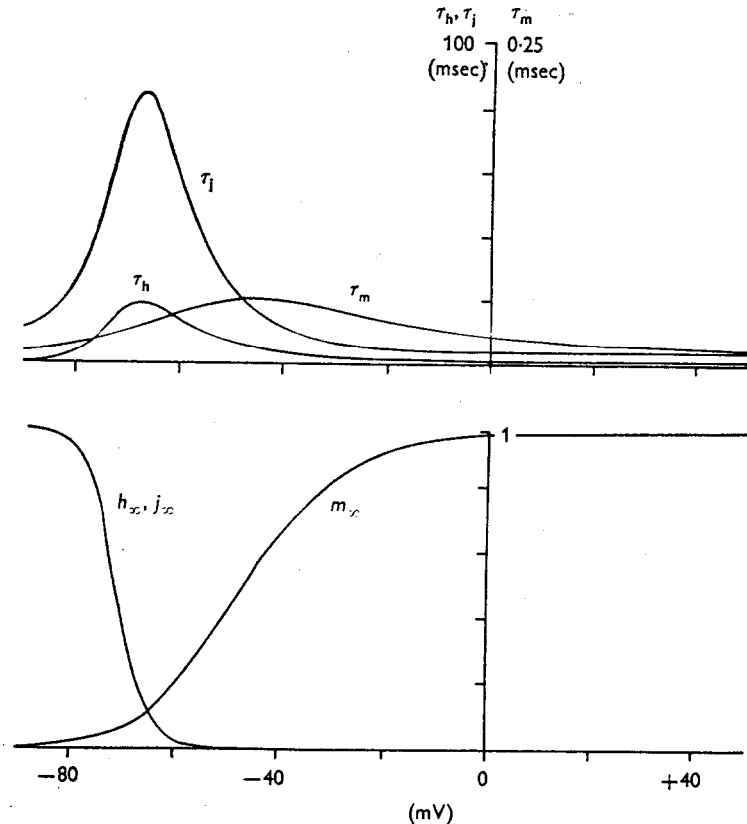 τh, τj τm
100 0·25
(msec) (msec)
τj
τh
τm
1
h∞, j∞
m∞
−80 −40 0 +40
(mV)